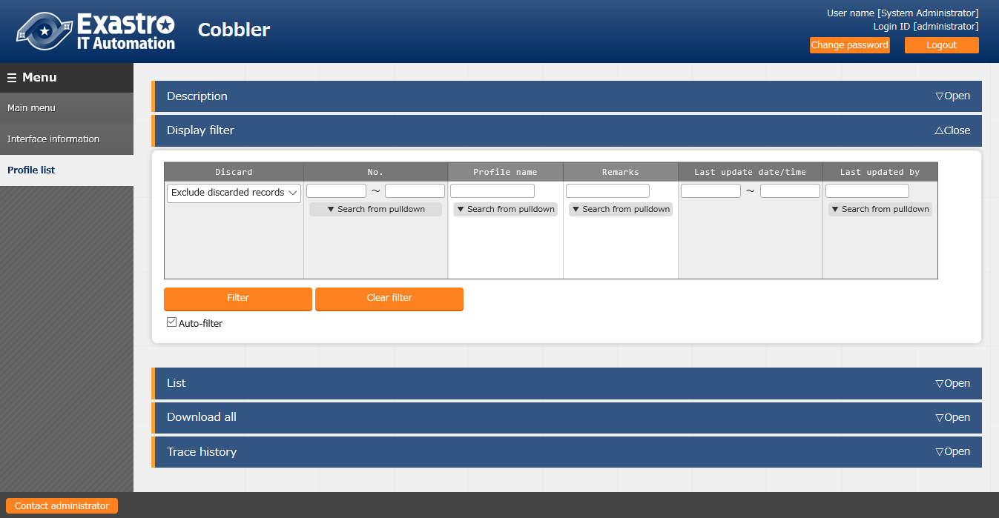 Exastro
IT Automation
Cobbler
User name [System Administrator]
Login ID [administrator]
Change password
Logout
☰ Menu
Main menu
Interface information
Profile list
Description
▽Open
Display filter
△Close
Discard No. Profile name Remarks Last update date/time Last updated by
Exclude discarded records ～ ～
▼ Search from pulldown ▼ Search from pulldown ▼ Search from pulldown ▼ Search from pulldown
Filter Clear filter
Auto-filter
List
▽Open
Download all
▽Open
Trace history
▽Open
Contact administrator